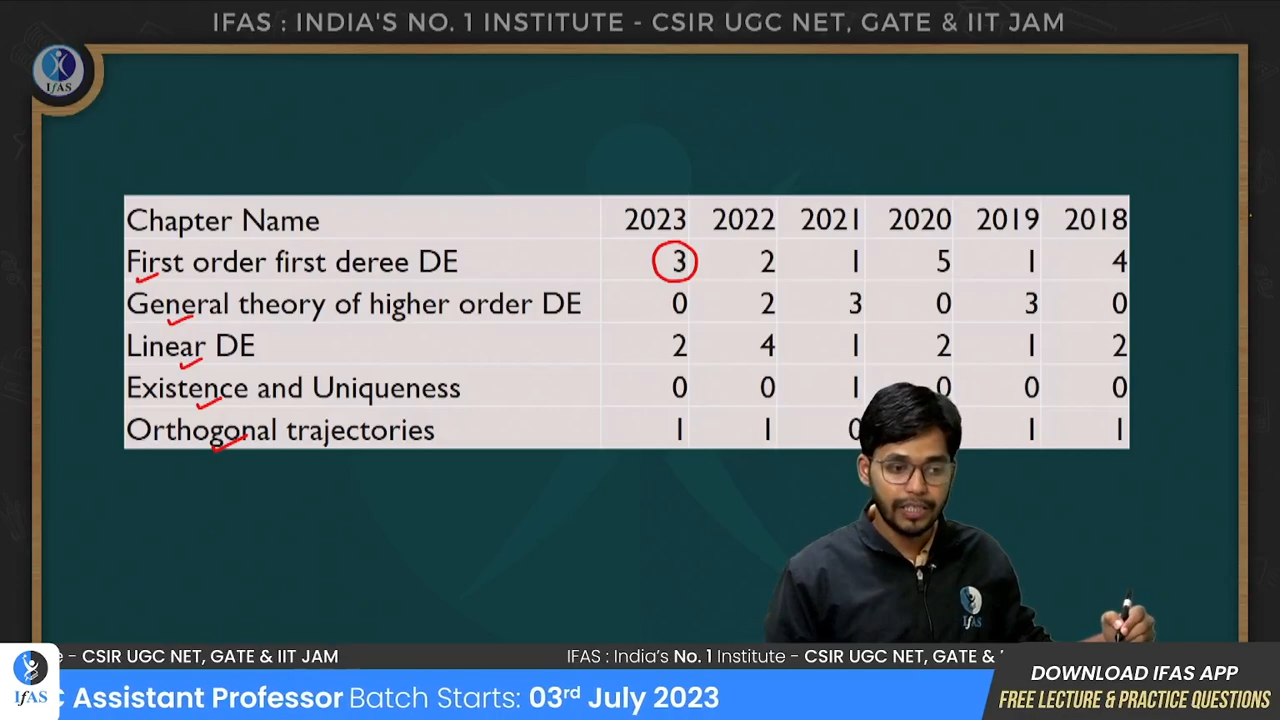 IFAS : INDIA'S NO. 1 INSTITUTE - CSIR UGC NET, GATE & IIT JAM
IfAS
Chapter Name 2023 2022 2021 2020 2019 2018
First order first deree DE 3 2 1 5 1 4
General theory of higher order DE 0 2 3 0 3 0
Linear DE 2 4 1 2 1 2
Existence and Uniqueness 0 0 1 0 0 0
Orthogonal trajectories 1 1 0 1 1
IfAS
- CSIR UGC NET, GATE & IIT JAM IFAS : India's No. 1 Institute - CSIR UGC NET, GATE &
IfAS
C Assistant Professor Batch Starts: 03rd July 2023
DOWNLOAD IFAS APP
FREE LECTURE & PRACTICE QUESTIONS